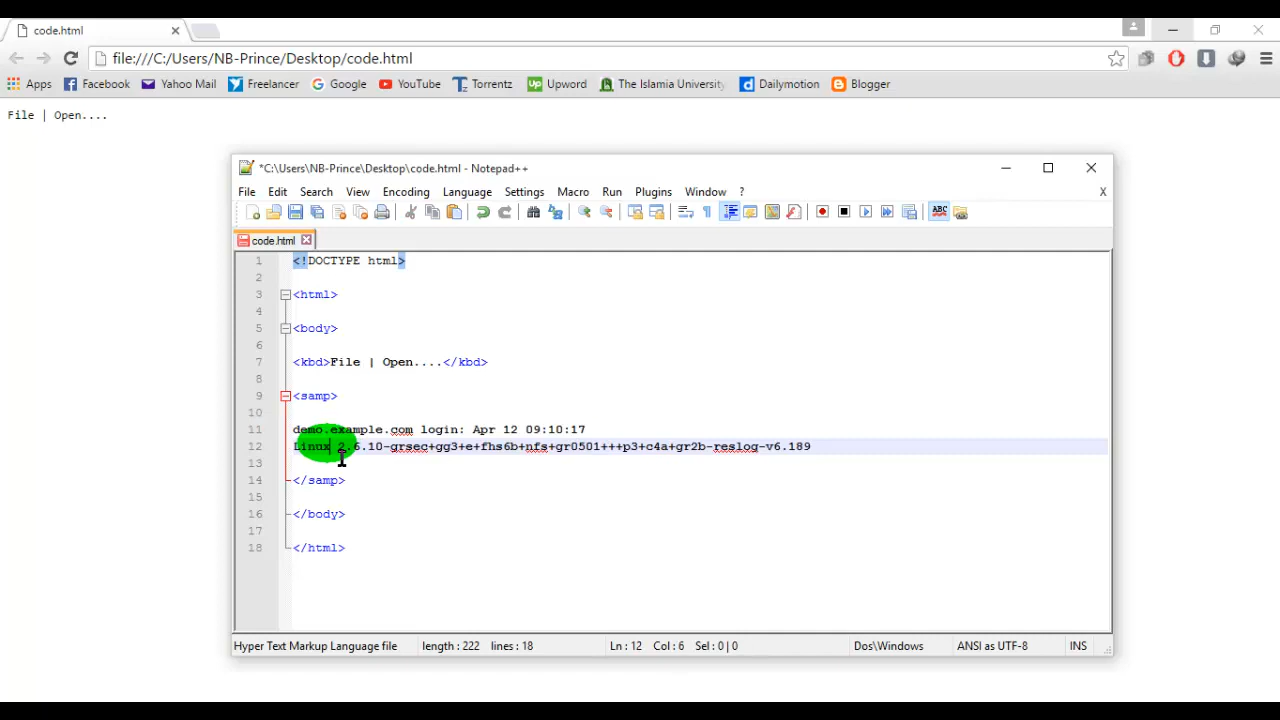 code.html
file:///C:/Users/NB-Prince/Desktop/code.html
Apps Facebook Yahoo Mail Freelancer Google YouTube Torrentz Up Upword The Islamia University Dailymotion Blogger
File | Open....
*C:\Users\NB-Prince\Desktop\code.html - Notepad++
File Edit Search View Encoding Language Settings Macro Run Plugins Window ? X
ABC
code.html
1 <!DOCTYPE html>
2
3 <html>
4
5 <body>
6
7 <kbd>File | Open....</kbd>
8
9 <samp>
10
11 demo.example.com login: Apr 12 09:10:17
12 Linux 2.6.10-grsec+gg3+e+fhs6b+nfs+gr0501+++p3+c4a+gr2b-reslog-v6.189
13
14 </samp>
15
16 </body>
17
18 </html>
Hyper Text Markup Language file length : 222 lines : 18 Ln : 12 Col : 6 Sel : 0 | 0 Dos\Windows ANSI as UTF-8 INS